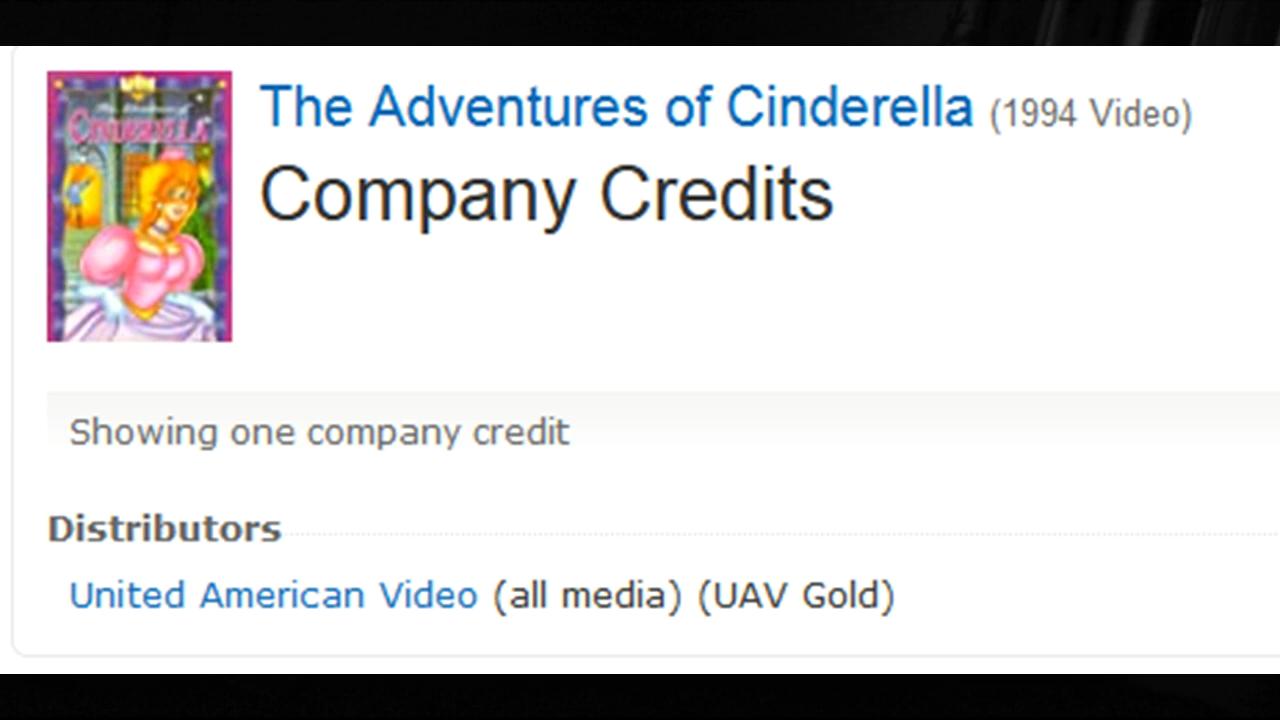 The Adventures of Cinderella (1994 Video)
Company Credits
CINDERELLA
Showing one company credit
Distributors
United American Video (all media) (UAV Gold)